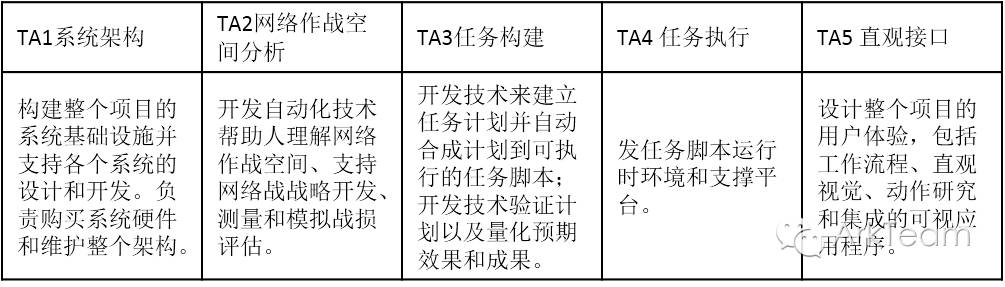 TA1系统架构
TA2网络作战空
间分析
TA3任务构建
TA4 任务执行
TA5 直观接口
构建整个项目的
系统基础设施并
支持各个系统的
设计和开发。负
责购买系统硬件
和维护整个架构。
开发自动化技术
帮助人理解网络
作战空间、支持
网络战战略开发、
测量和模拟战损
评估。
开发技术来建立
任务计划并自动
合成计划到可执
行的任务脚本；
开发技术验证计
划以及量化预期
效果和成果。
发任务脚本运行
时环境和支撑平
台。
设计整个项目的
用户体验，包括
工作流程、直观
视觉、动作研究
和集成的可视应
用程序。
ArkTeam